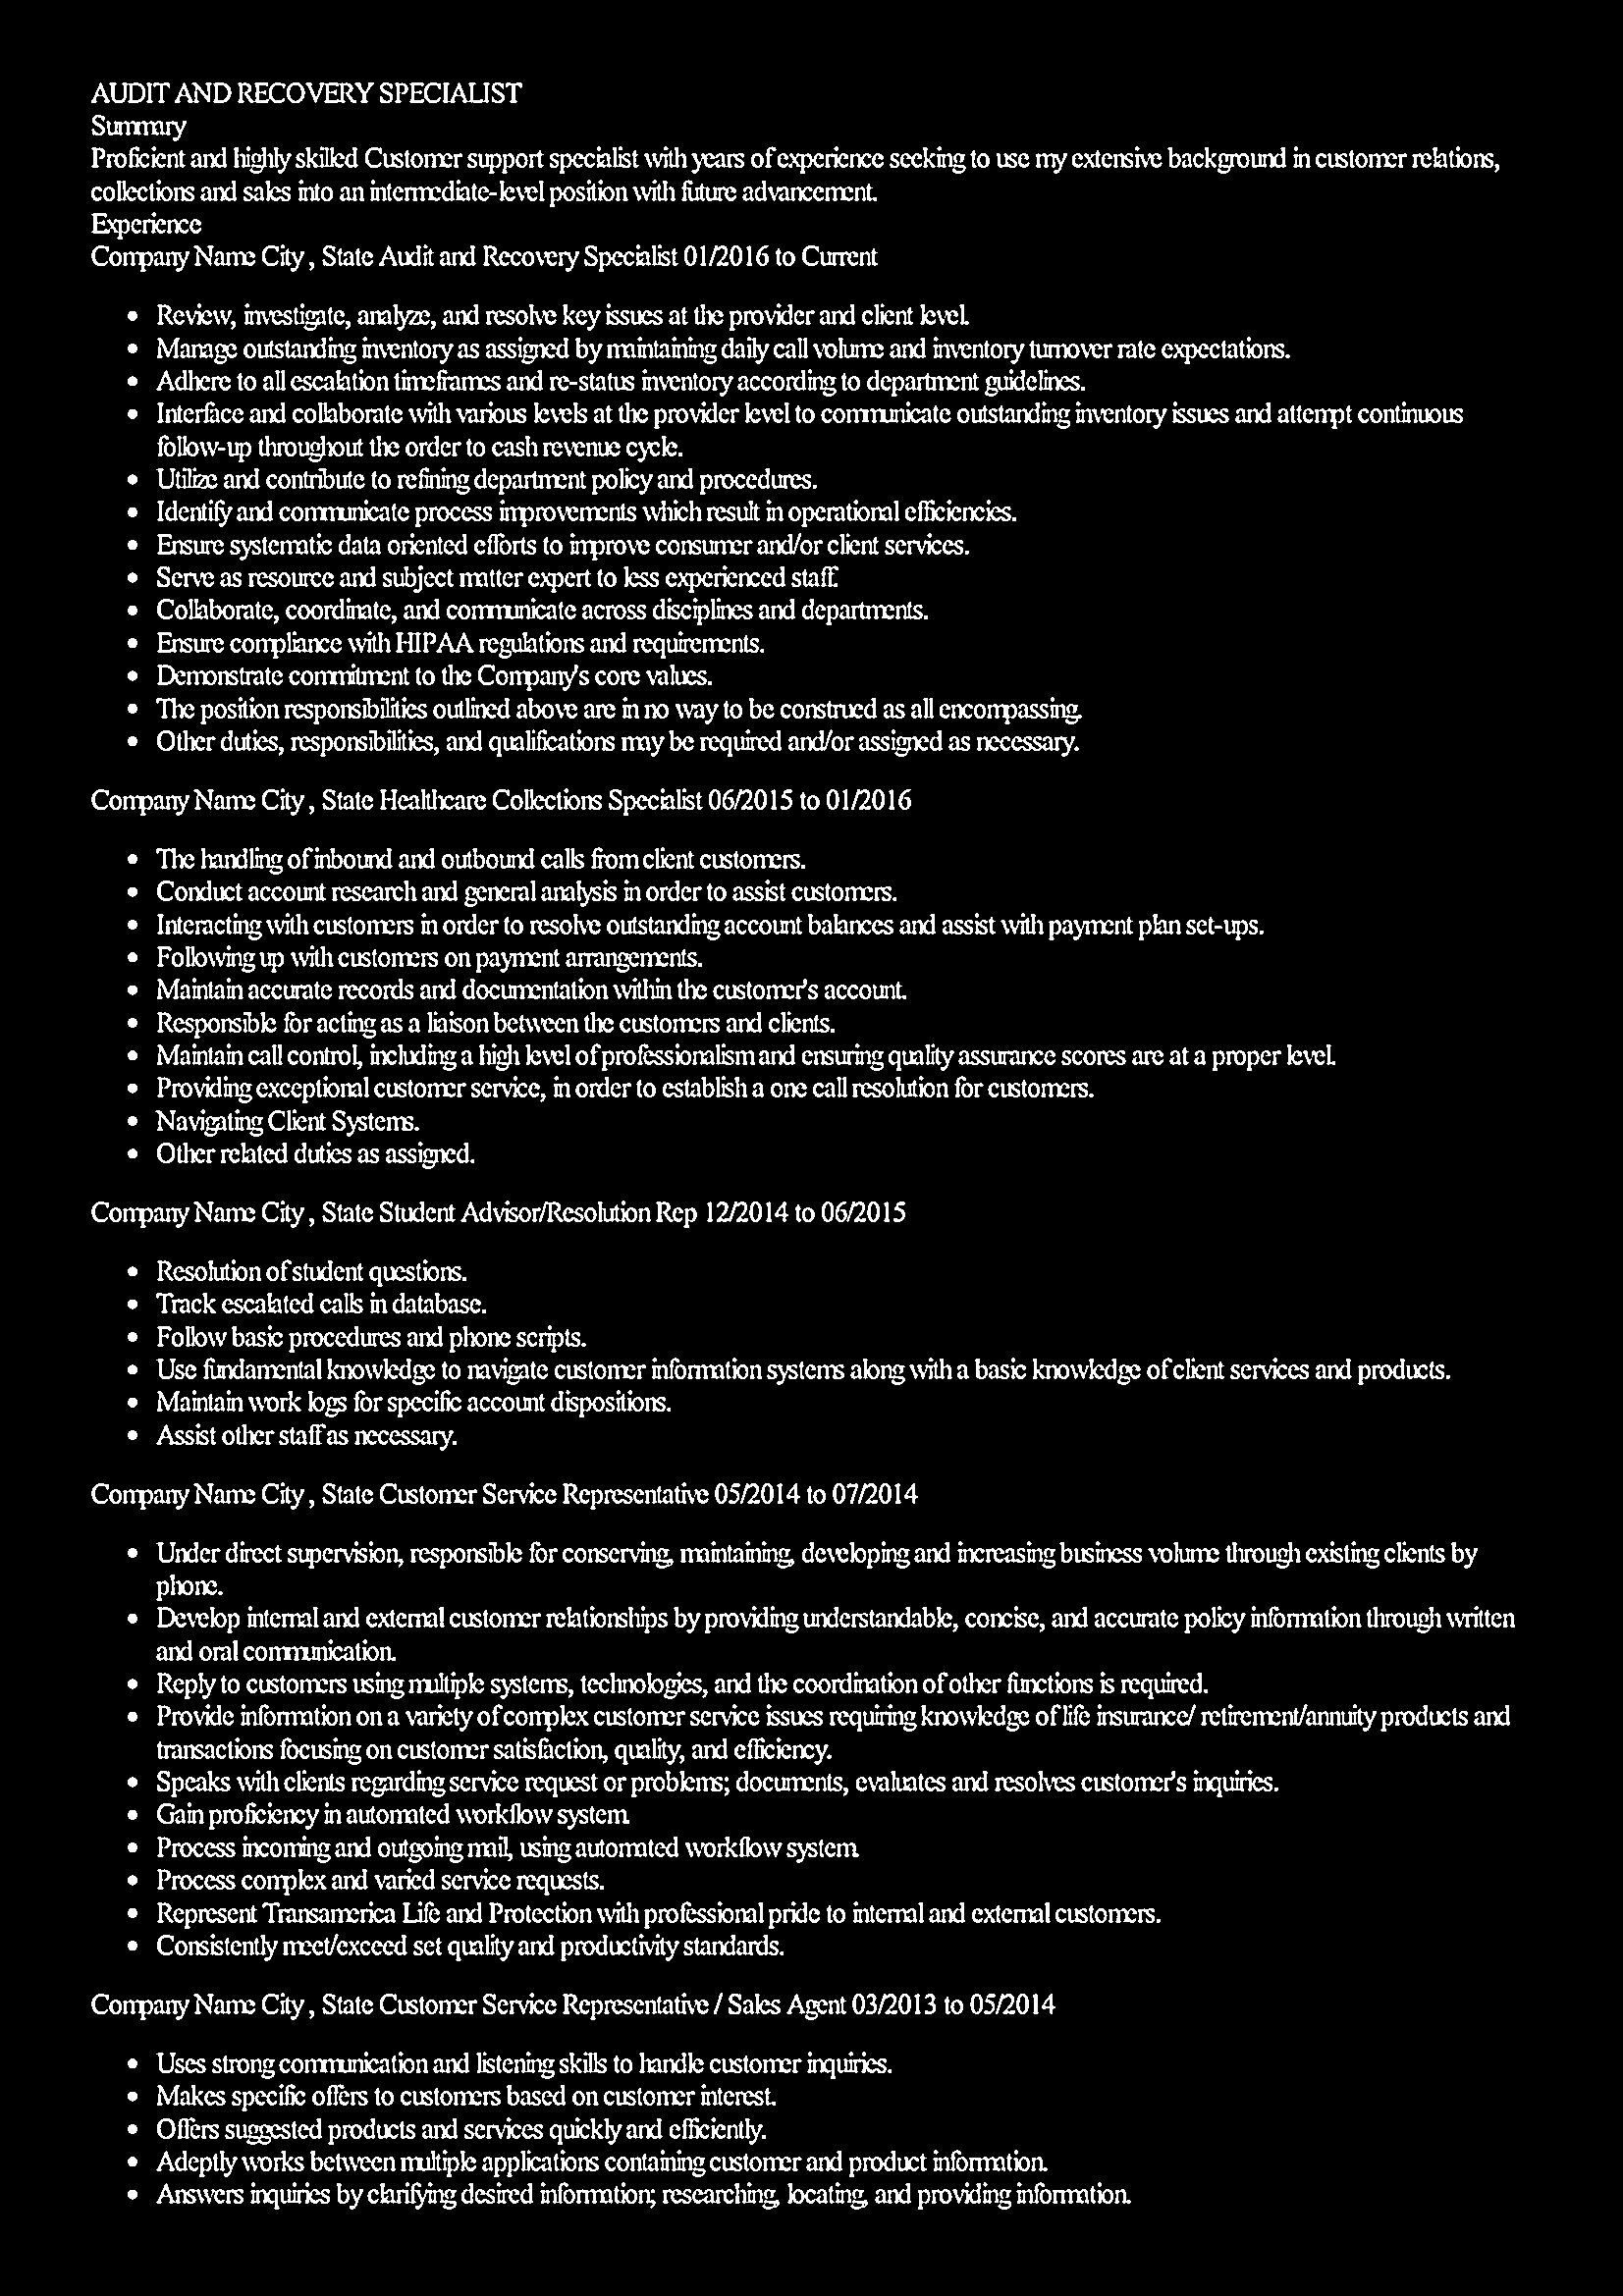 AUDIT AND RECOVERY SPECIALIST
Summary
Proficient and highly skilled Customer support specialist with years of experience seeking to use my extensive background in customer relations,
collections and sales into an intermediate-level position with future advancement.
Experience
Company Name City , State Audit and Recovery Specialist 01/2016 to Current
• Review, investigate, analyze, and resolve key issues at the provider and client level.
• Manage outstanding inventory as assigned by maintaining daily call volume and inventory turnover rate expectations.
• Adhere to all escalation timeframes and re-status inventory according to department guidelines.
• Interface and collaborate with various levels at the provider level to communicate outstanding inventory issues and attempt continuous
follow-up throughout the order to cash revenue cycle.
• Utilize and contribute to refining department policy and procedures.
• Identify and communicate process improvements which result in operational efficiencies.
• Ensure systematic data oriented efforts to improve consumer and/or client services.
• Serve as resource and subject matter expert to less experienced staff.
• Collaborate, coordinate, and communicate across disciplines and departments.
• Ensure compliance with HIPAA regulations and requirements.
• Demonstrate commitment to the Company's core values.
• The position responsibilities outlined above are in no way to be construed as all encompassing.
• Other duties, responsibilities, and qualifications may be required and/or assigned as necessary.
Company Name City , State Healthcare Collections Specialist 06/2015 to 01/2016
• The handling of inbound and outbound calls from client customers.
• Conduct account research and general analysis in order to assist customers.
• Interacting with customers in order to resolve outstanding account balances and assist with payment plan set-ups.
• Following up with customers on payment arrangements.
• Maintain accurate records and documentation within the customer's account.
• Responsible for acting as a liaison between the customers and clients.
• Maintain call control, including a high level of professionalism and ensuring quality assurance scores are at a proper level.
• Providing exceptional customer service, in order to establish a one call resolution for customers.
• Navigating Client Systems.
• Other related duties as assigned.
Company Name City , State Student Advisor/Resolution Rep 12/2014 to 06/2015
• Resolution of student questions.
• Track escalated calls in database.
• Follow basic procedures and phone scripts.
• Use fundamental knowledge to navigate customer information systems along with a basic knowledge of client services and products.
• Maintain work logs for specific account dispositions.
• Assist other staff as necessary.
Company Name City , State Customer Service Representative 05/2014 to 07/2014
• Under direct supervision, responsible for conserving, maintaining, developing and increasing business volume through existing clients by
phone.
• Develop internal and external customer relationships by providing understandable, concise, and accurate policy information through written
and oral communication.
• Reply to customers using multiple systems, technologies, and the coordination of other functions is required.
• Provide information on a variety of complex customer service issues requiring knowledge of life insurance/ retirement/annuity products and
transactions focusing on customer satisfaction, quality, and efficiency.
• Speaks with clients regarding service request or problems; documents, evaluates and resolves customer's inquiries.
• Gain proficiency in automated workflow system.
• Process incoming and outgoing mail, using automated workflow system.
• Process complex and varied service requests.
• Represent Transamerica Life and Protection with professional pride to internal and external customers.
• Consistently meet/exceed set quality and productivity standards.
Company Name City , State Customer Service Representative / Sales Agent 03/2013 to 05/2014
• Uses strong communication and listening skills to handle customer inquiries.
• Makes specific offers to customers based on customer interest.
• Offers suggested products and services quickly and efficiently.
• Adeptly works between multiple applications containing customer and product information.
• Answers inquiries by clarifying desired information; researching, locating, and providing information.